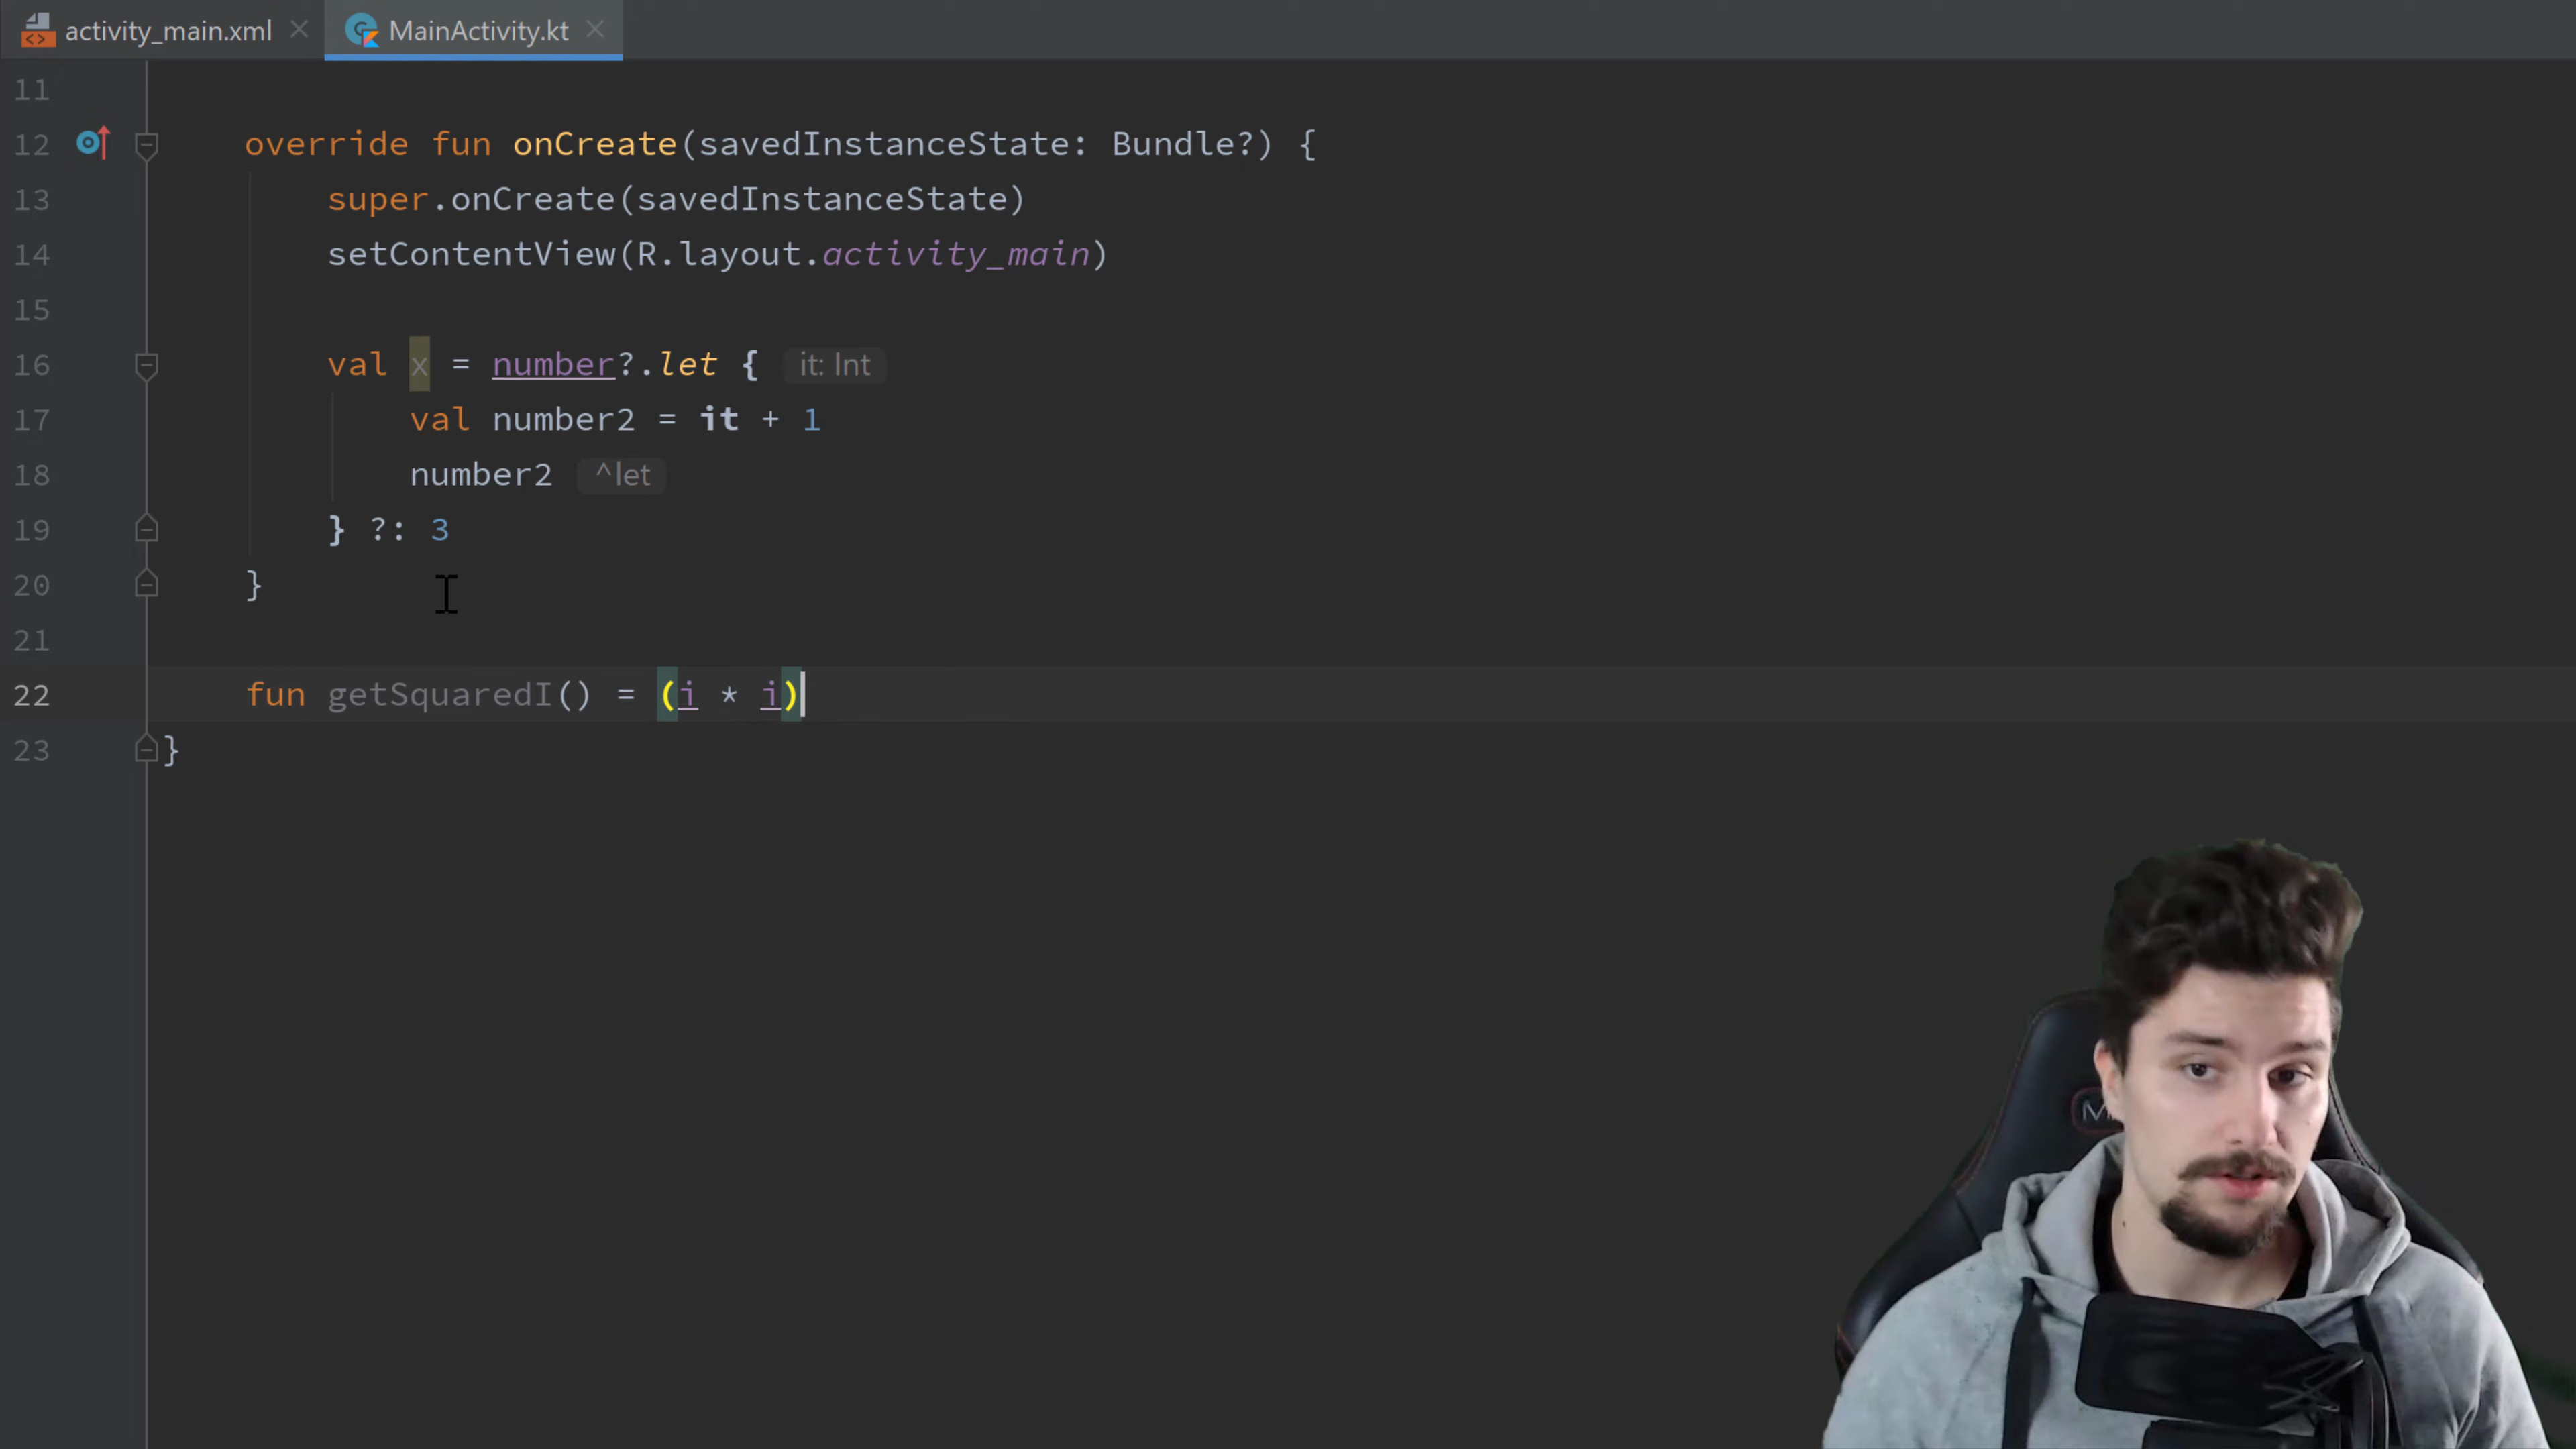 activity_main.xml MainActivity.kt
11
12 override fun onCreate(savedInstanceState: Bundle?) {
13 super.onCreate(savedInstanceState)
14 setContentView(R.layout.activity_main)
15
16 val x = number?.let { it: Int
17 val number2 = it + 1
18 number2 ^let
19 } ?: 3
20 }
21
22 fun getSquaredI() = (i * i)
23 }